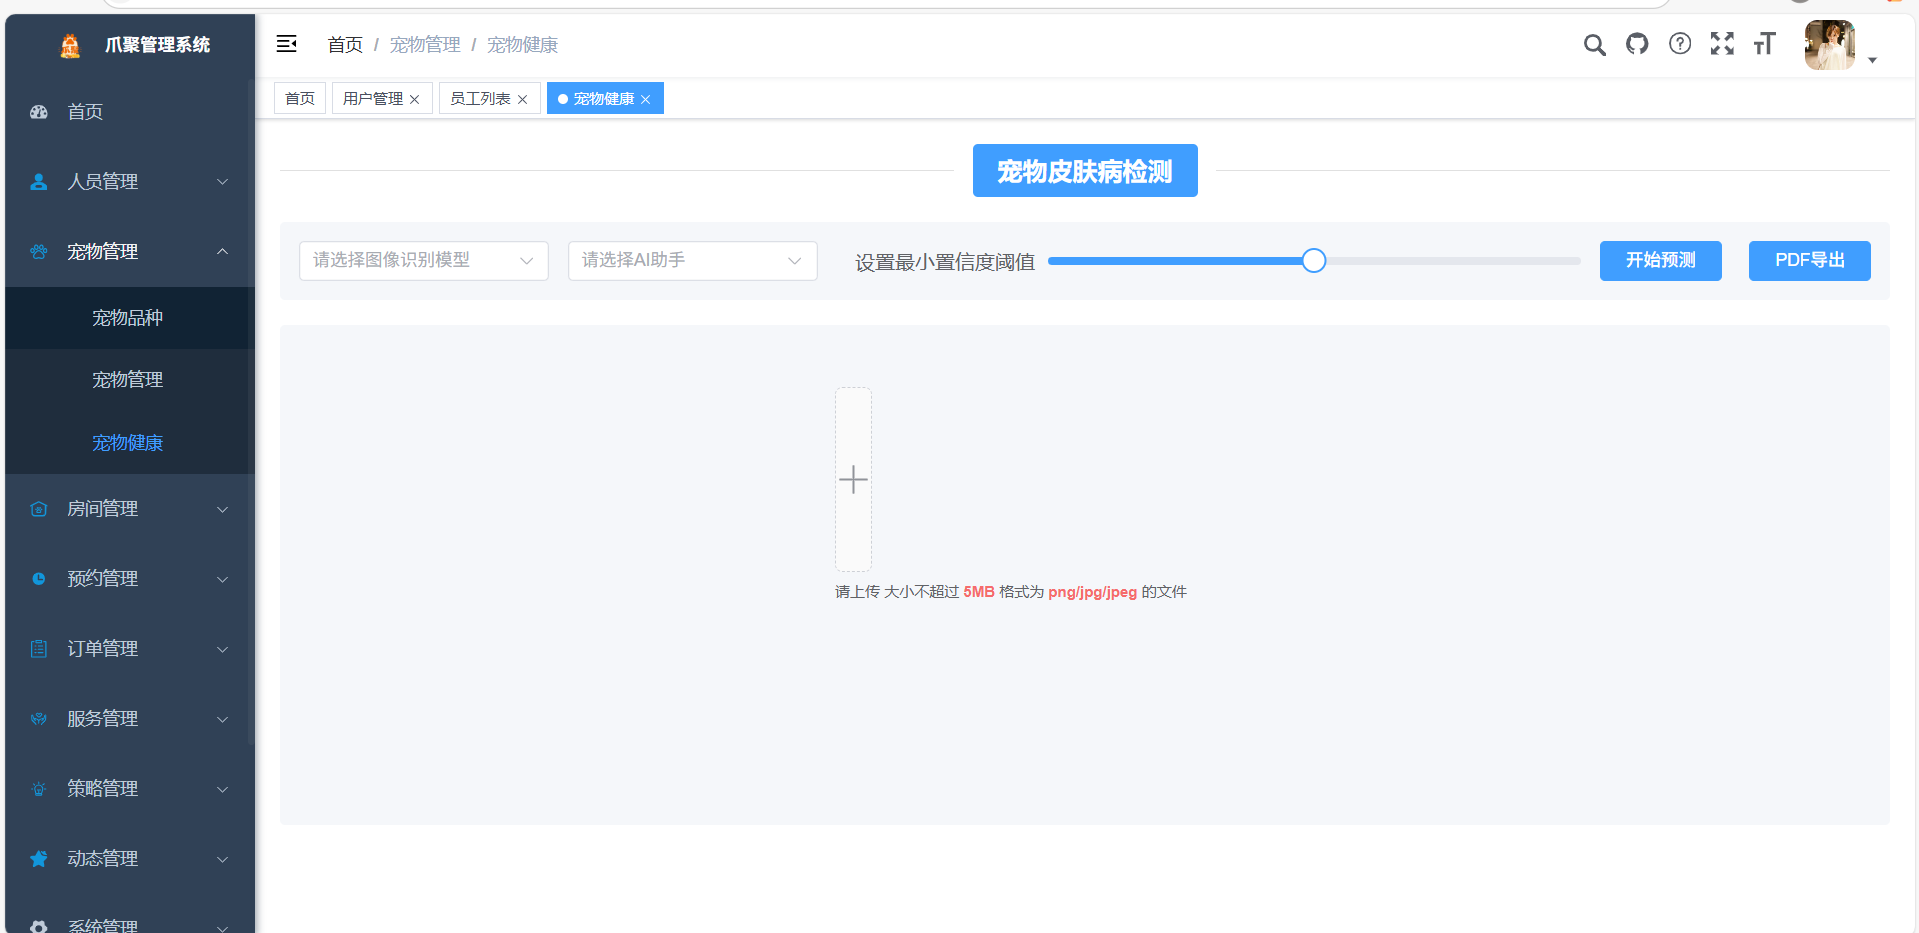 爪聚管理系统
首页 / 宠物管理 / 宠物健康
首页 用户管理 员工列表 宠物健康
首页
人员管理
宠物管理
宠物品种
宠物管理
宠物健康
房间管理
预约管理
订单管理
服务管理
策略管理
动态管理
系统管理
宠物皮肤病检测
请选择图像识别模型 请选择AI助手 设置最小置信度阈值 开始预测 PDF导出
请上传 大小不超过 5MB 格式为 png/jpg/jpeg 的文件